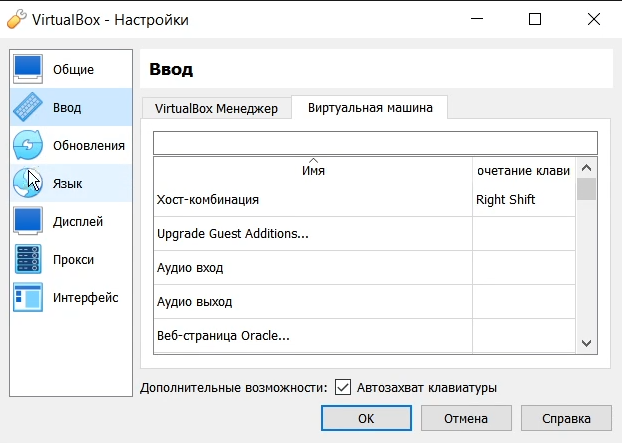 VirtualBox - Настройки
Общие
Ввод
Обновления
Язык
Дисплей
Прокси
Интерфейс
Ввод
VirtualBox Менеджер
Виртуальная машина
Имя
очетание клави
Хост-комбинация
Right Shift
Upgrade Guest Additions...
Аудио вход
Аудио выход
Веб-страница Oracle...
Дополнительные возможности:
Автозахват клавиатуры
OK
Отмена
Справка